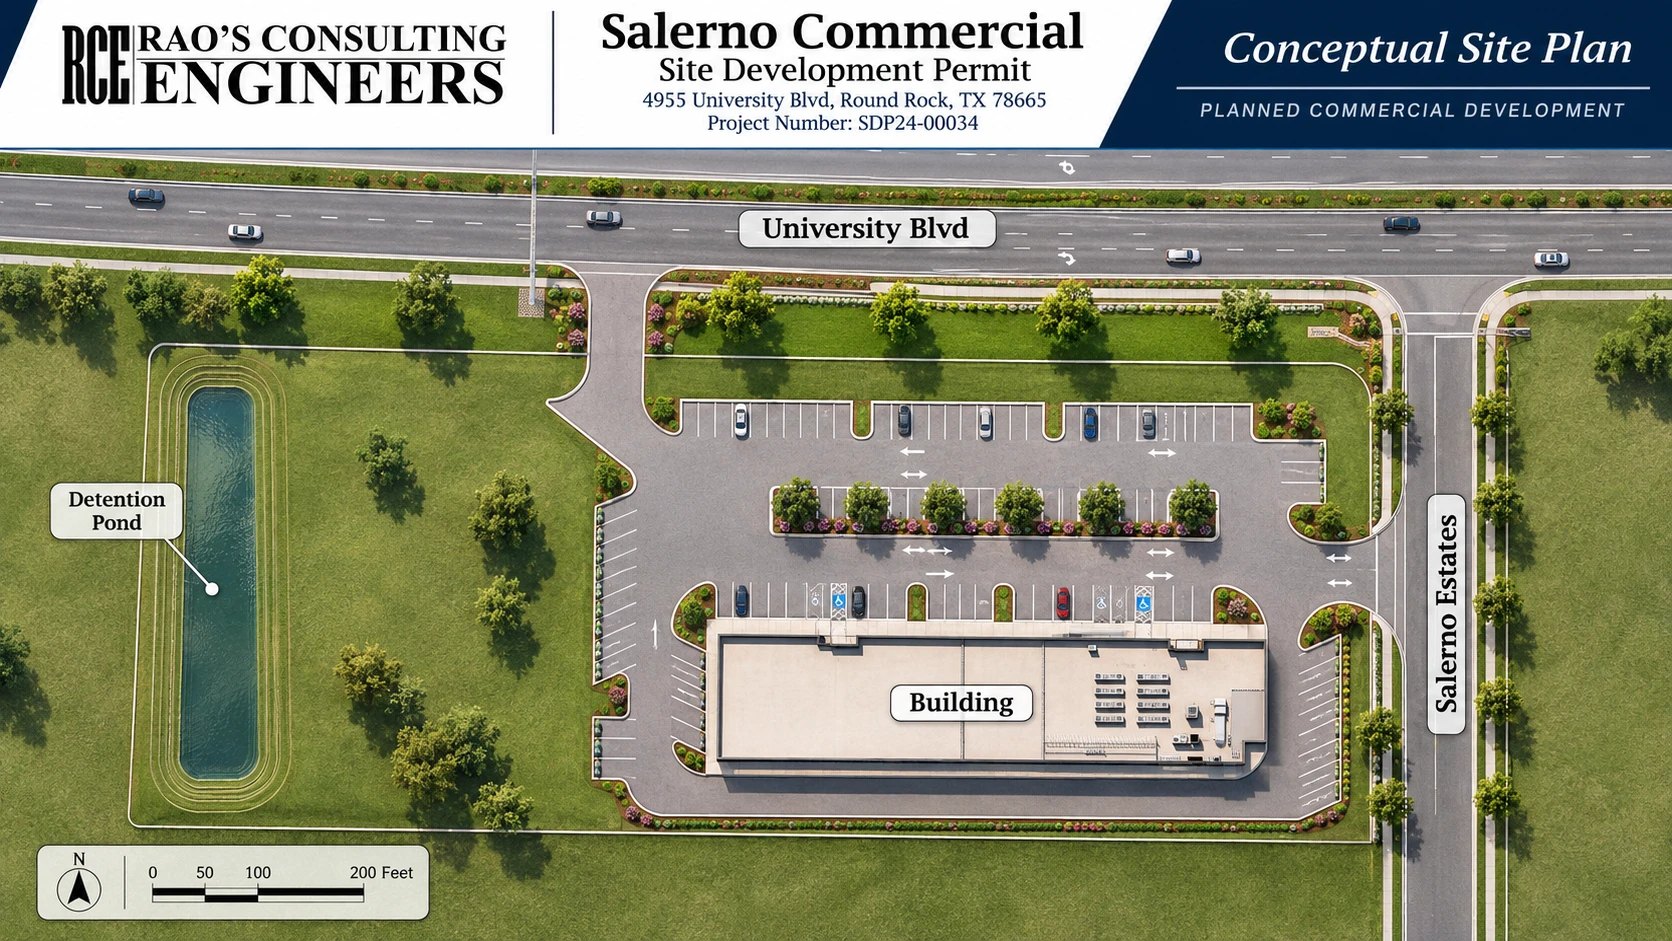 RCE RAO'S CONSULTING
ENGINEERS
Salerno Commercial
Site Development Permit
4955 University Blvd, Round Rock, TX 78665
Project Number: SDP24-00034
Conceptual Site Plan
PLANNED COMMERCIAL DEVELOPMENT
University Blvd
Detention
Pond
Salerno Estates
Building
N
0 50 100 200 Feet